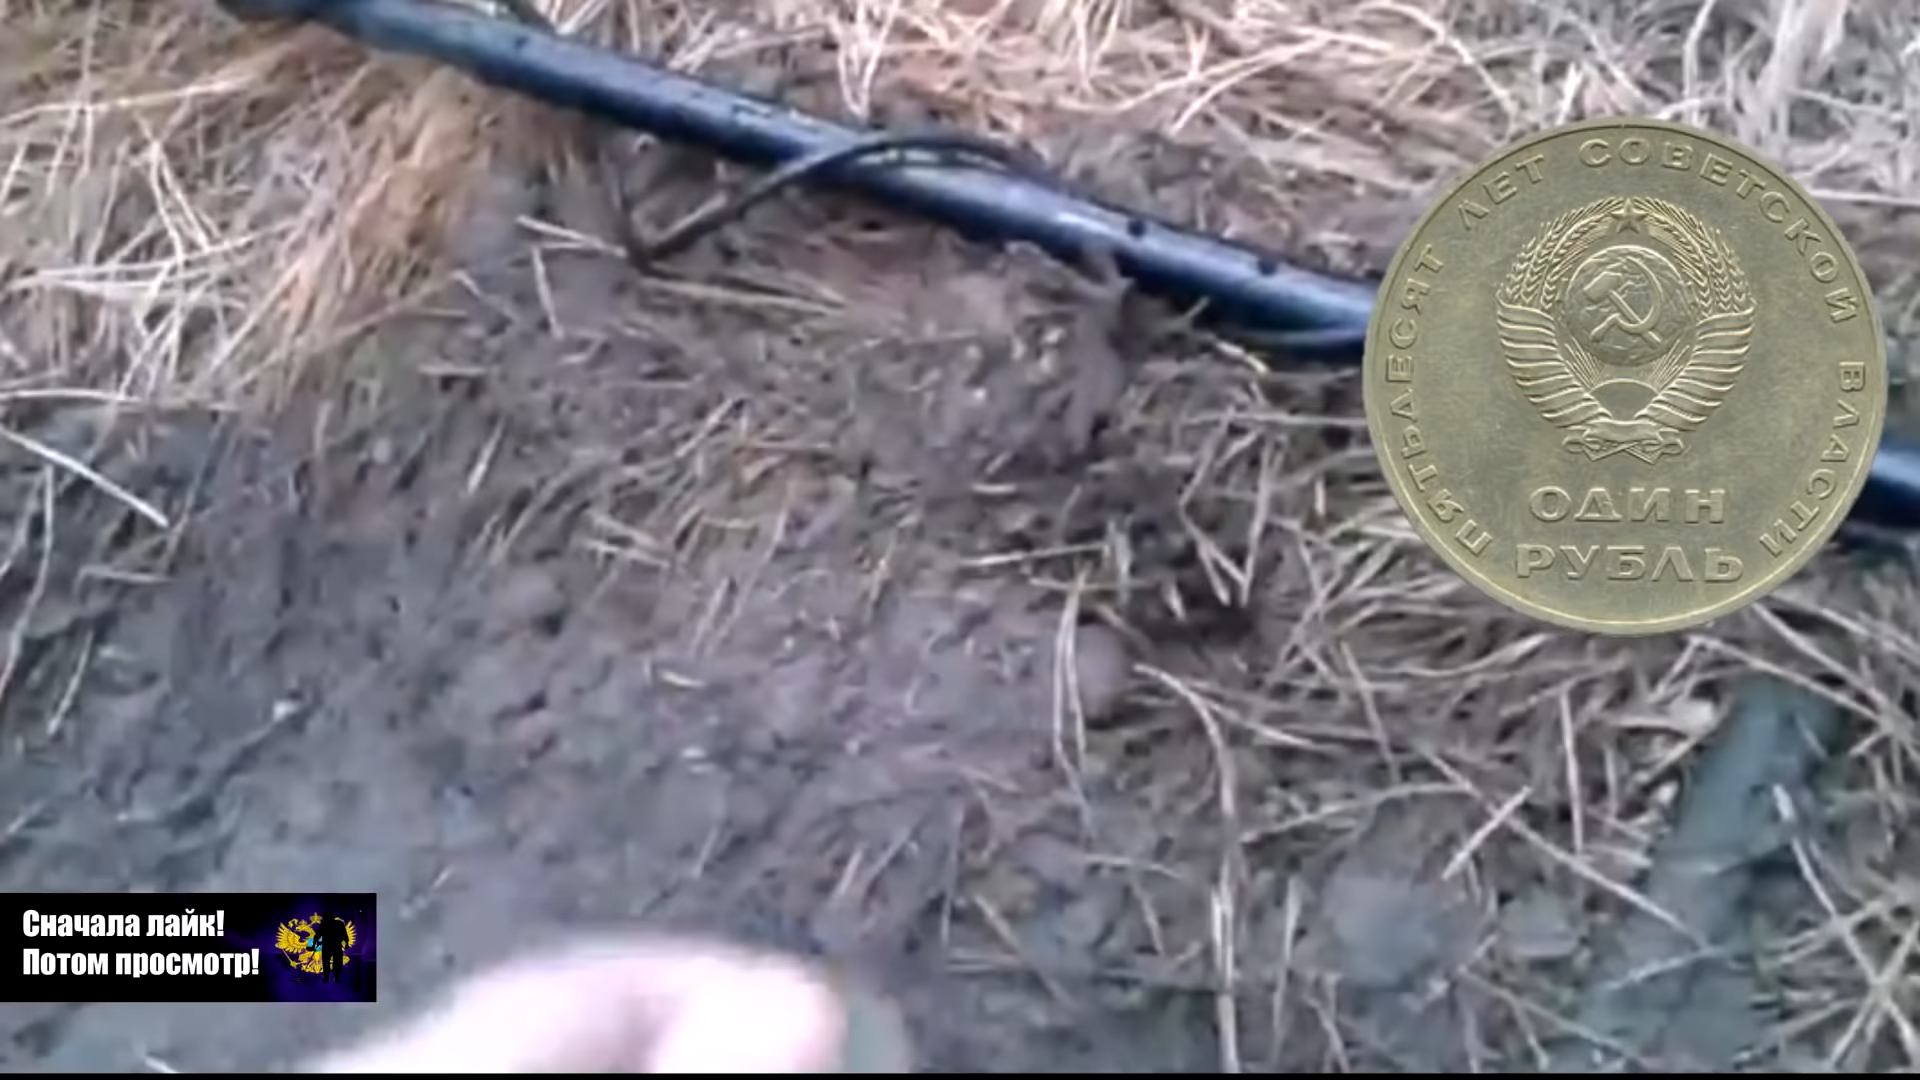 ПЯТЬДЕСЯТ ЛЕТ СОВЕТСКОЙ ВЛАСТИ
ОДИН
РУБЛЬ
Сначала лайк!
Потом просмотр!